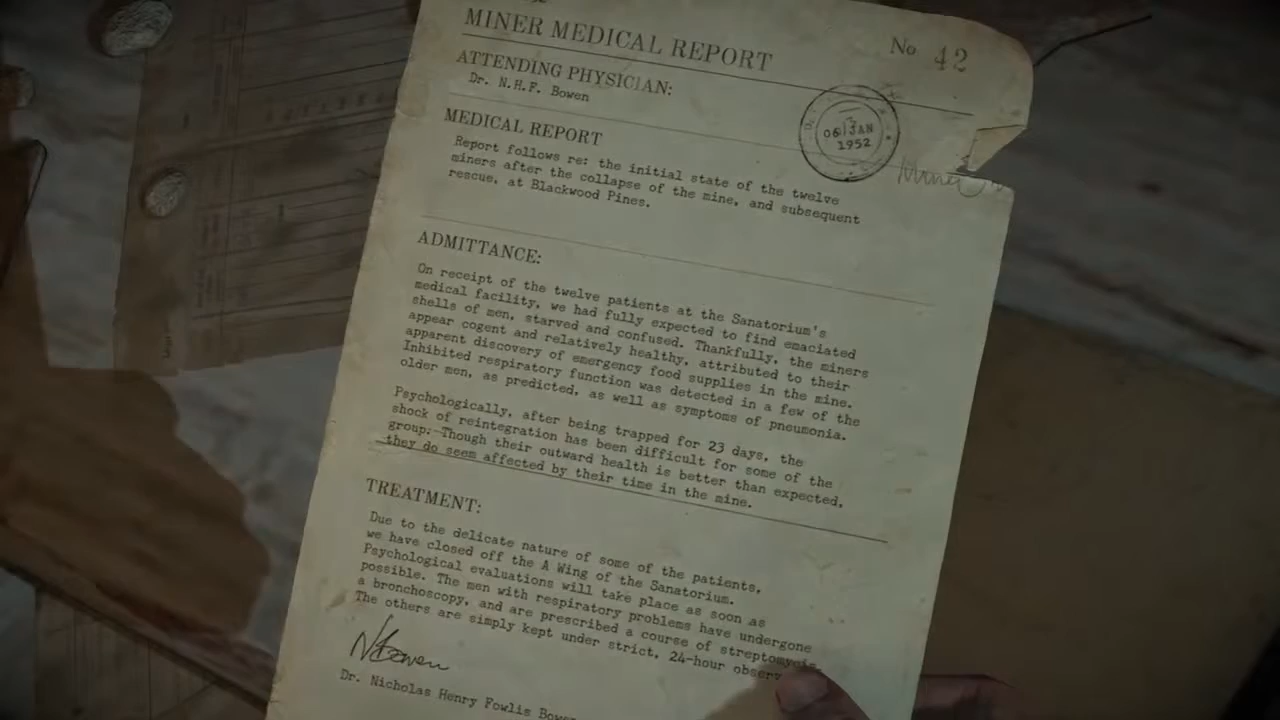 MINER MEDICAL REPORT
No 42
ATTENDING PHYSICIAN:
Dr. N.H.F. Bowen
06 JAN
1952
MEDICAL REPORT
Report follows re: the initial state of the twelve
miners after the collapse of the mine, and subsequent
rescue, at Blackwood Pines.
Miner
ADMITTANCE:
On receipt of the twelve patients at the Sanatorium's
medical facility, we had fully expected to find emaciated
shells of men, starved and confused. Thankfully, the miners
appear cogent and relatively healthy, attributed to their
apparent discovery of emergency food supplies in the mine.
Inhibited respiratory function was detected in a few of the
older men, as predicted, as well as symptoms of pneumonia.
Psychologically, after being trapped for 23 days, the
shock of reintegration has been difficult for some of the
group. Though their outward health is better than expected,
they do seem affected by their time in the mine.
TREATMENT:
Due to the delicate nature of some of the patients,
we have closed off the A Wing of the Sanatorium.
Psychological evaluations will take place as soon as
possible. The men with respiratory problems have undergone
a bronchoscopy, and are prescribed a course of streptomycin.
The others are simply kept under strict, 24-hour observ
NBowen
Dr. Nicholas Henry Fowlis Bowen